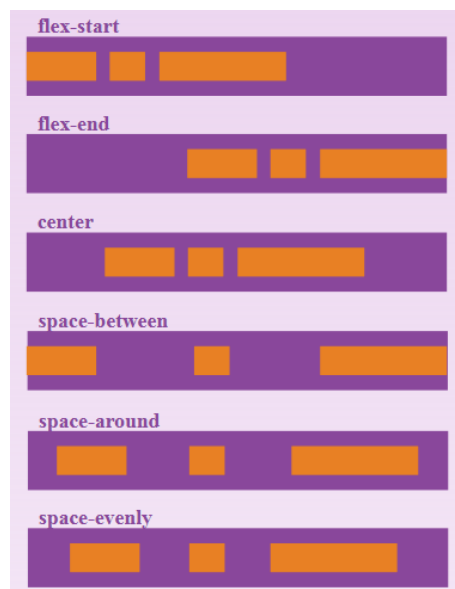 flex-start
flex-end
center
space-between
space-around
space-evenly